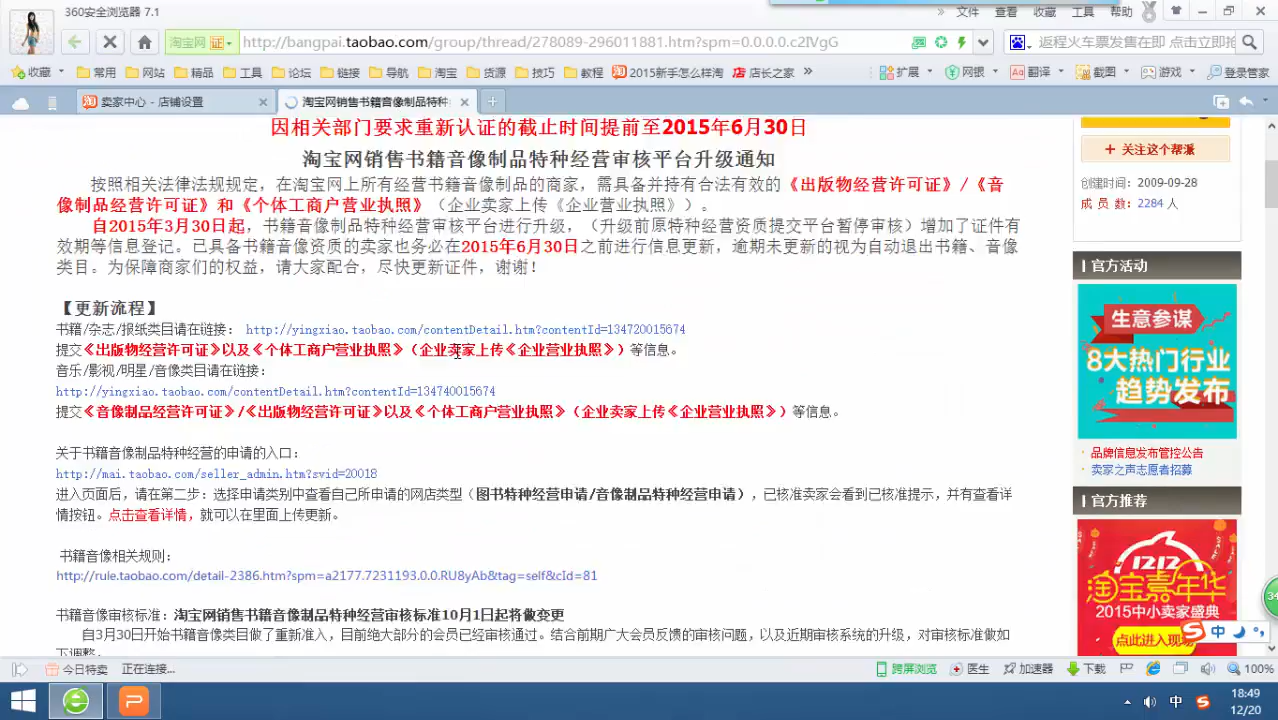 360安全浏览器 7.1
» 文件 查看 收藏 工具 帮助
淘宝网 证 http://bangpai.taobao.com/group/thread/278089-296011881.htm?spm=0.0.0.0.c2IVgG
返程火车票发售在即 点击立即抢
收藏 常用 网站 精品 工具 论坛 链接 导航 淘宝 货源 技巧 教程 2015新手怎么样淘 店长之家 » 扩展 网银 翻译 截图 游戏 登录管家
卖家中心 - 店铺设置
淘宝网销售书籍音像制品特种
因相关部门要求重新认证的截止时间提前至2015年6月30日
淘宝网销售书籍音像制品特种经营审核平台升级通知
按照相关法律法规规定，在淘宝网上所有经营书籍音像制品的商家，需具备并持有合法有效的《出版物经营许可证》/《音
像制品经营许可证》和《个体工商户营业执照》（企业卖家上传《企业营业执照》）。
自2015年3月30日起，书籍音像制品特种经营审核平台进行升级，（升级前原特种经营资质提交平台暂停审核）增加了证件有
效期等信息登记。已具备书籍音像资质的卖家也务必在2015年6月30日之前进行信息更新，逾期未更新的视为自动退出书籍、音像
类目。为保障商家们的权益，请大家配合，尽快更新证件，谢谢！
【更新流程】
书籍/杂志/报纸类目请在链接： http://yingxiao.taobao.com/contentDetail.htm?contentId=134720015674
提交《出版物经营许可证》以及《个体工商户营业执照》（企业卖家上传《企业营业执照》）等信息。
音乐/影视/明星/音像类目请在链接：
http://yingxiao.taobao.com/contentDetail.htm?contentId=134740015674
提交《音像制品经营许可证》/《出版物经营许可证》以及《个体工商户营业执照》（企业卖家上传《企业营业执照》）等信息。
关于书籍音像制品特种经营的申请的入口：
http://mai.taobao.com/seller_admin.htm?svid=20018
进入页面后，请在第二步：选择申请类别中查看自己所申请的网店类型（图书特种经营申请/音像制品特种经营申请），已核准卖家会看到已核准提示，并有查看详
情按钮。点击查看详情，就可以在里面上传更新。
书籍音像相关规则：
http://rule.taobao.com/detail-2386.htm?spm=a2177.7231193.0.0.RUByAb&tag=self&cId=81
书籍音像审核标准：淘宝网销售书籍音像制品特种经营审核标准10月1日起将做变更
自3月30日开始书籍音像类目做了重新准入，目前绝大部分的会员已经审核通过。结合前期广大会员反馈的审核问题，以及近期审核系统的升级，对审核标准做如
下调整
+ 关注这个帮派
创建时间：2009-09-28
成 员 数：2284 人
官方活动
生意参谋
8大热门行业
趋势发布
· 品牌信息发布管控公告
· 卖家之声志愿者招募
官方推荐
1212
淘宝嘉年华
2015中小卖家盛典
点此进入现场
中
今日特卖 正在连接...
跨屏浏览 医生 加速器 下载 100%
中
18:49
12/20